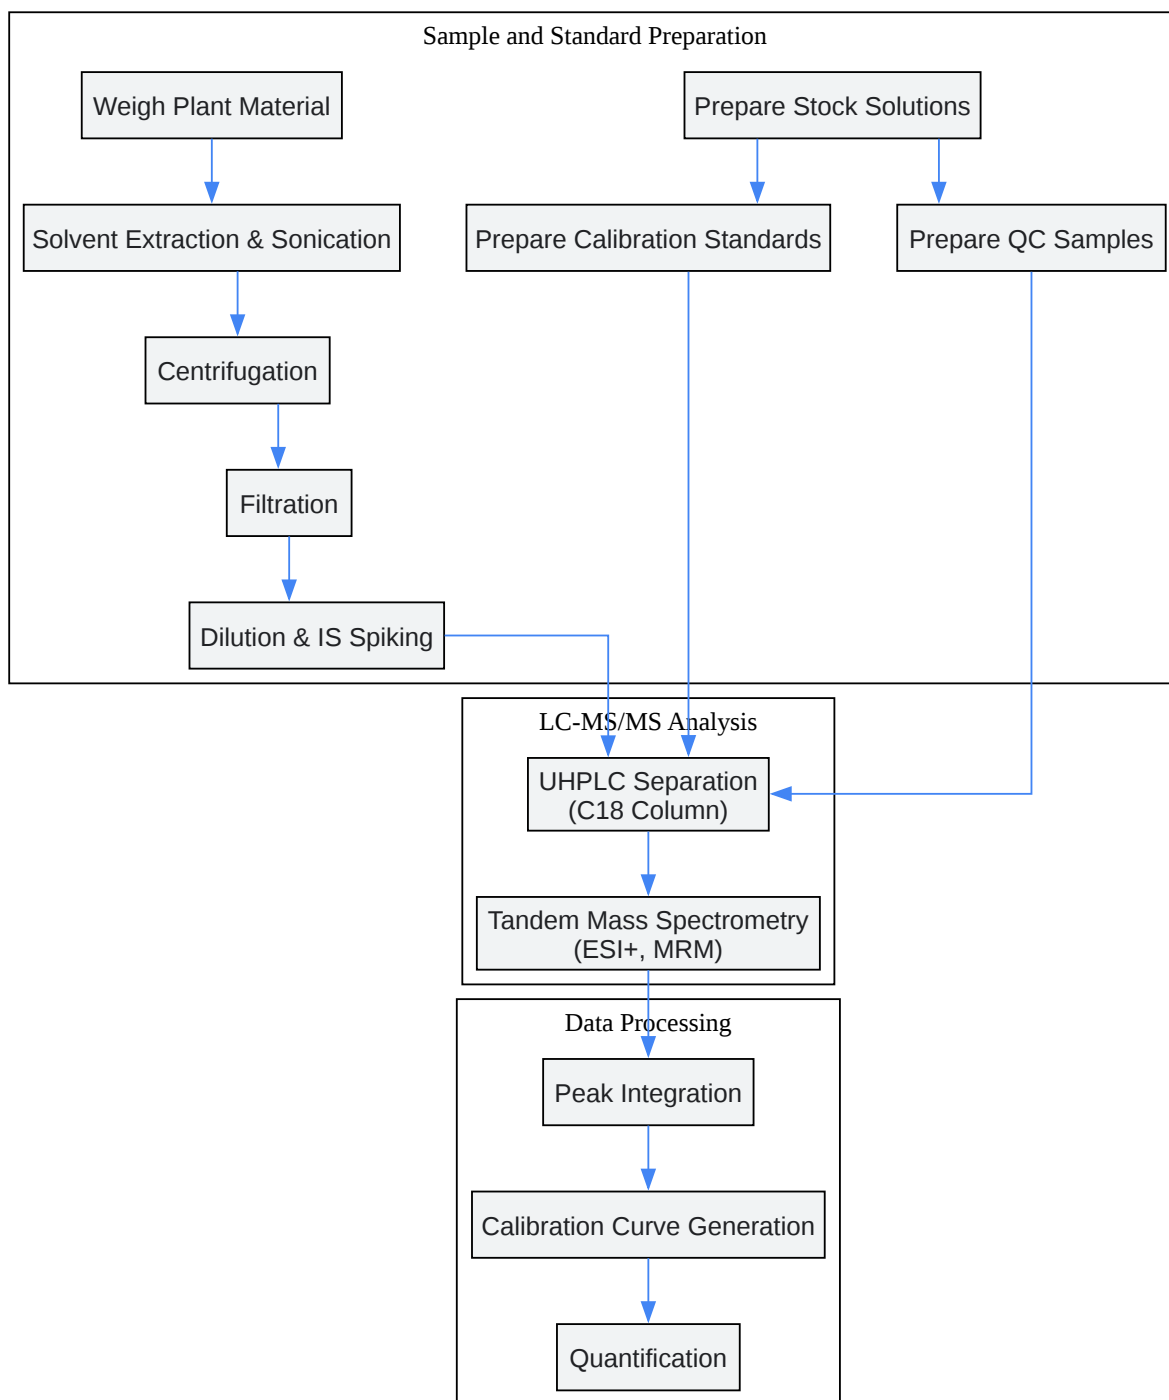 Sample and Standard Preparation
Weigh Plant Material
Prepare Stock Solutions
Solvent Extraction & Sonication
Prepare Calibration Standards
Prepare QC Samples
Centrifugation
Filtration
Dilution & IS Spiking
LC-MS/MS Analysis
UHPLC Separation
(C18 Column)
Tandem Mass Spectrometry
(ESI+, MRM)
Data Processing
Peak Integration
Calibration Curve Generation
Quantification